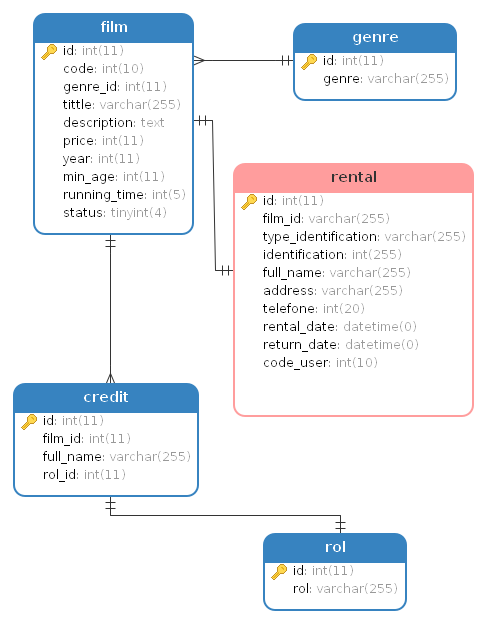 film
id: int(11)
code: int(10)
genre_id: int(11)
tittle: varchar(255)
description: text
price: int(11)
year: int(11)
min_age: int(11)
running_time: int(5)
status: tinyint(4)
genre
id: int(11)
genre: varchar(255)
rental
id: int(11)
film_id: varchar(255)
type_identification: varchar(255)
identification: int(255)
full_name: varchar(255)
address: varchar(255)
telefone: int(20)
rental_date: datetime(0)
return_date: datetime(0)
code_user: int(10)
credit
id: int(11)
film_id: int(11)
full_name: varchar(255)
rol_id: int(11)
rol
id: int(11)
rol: varchar(255)